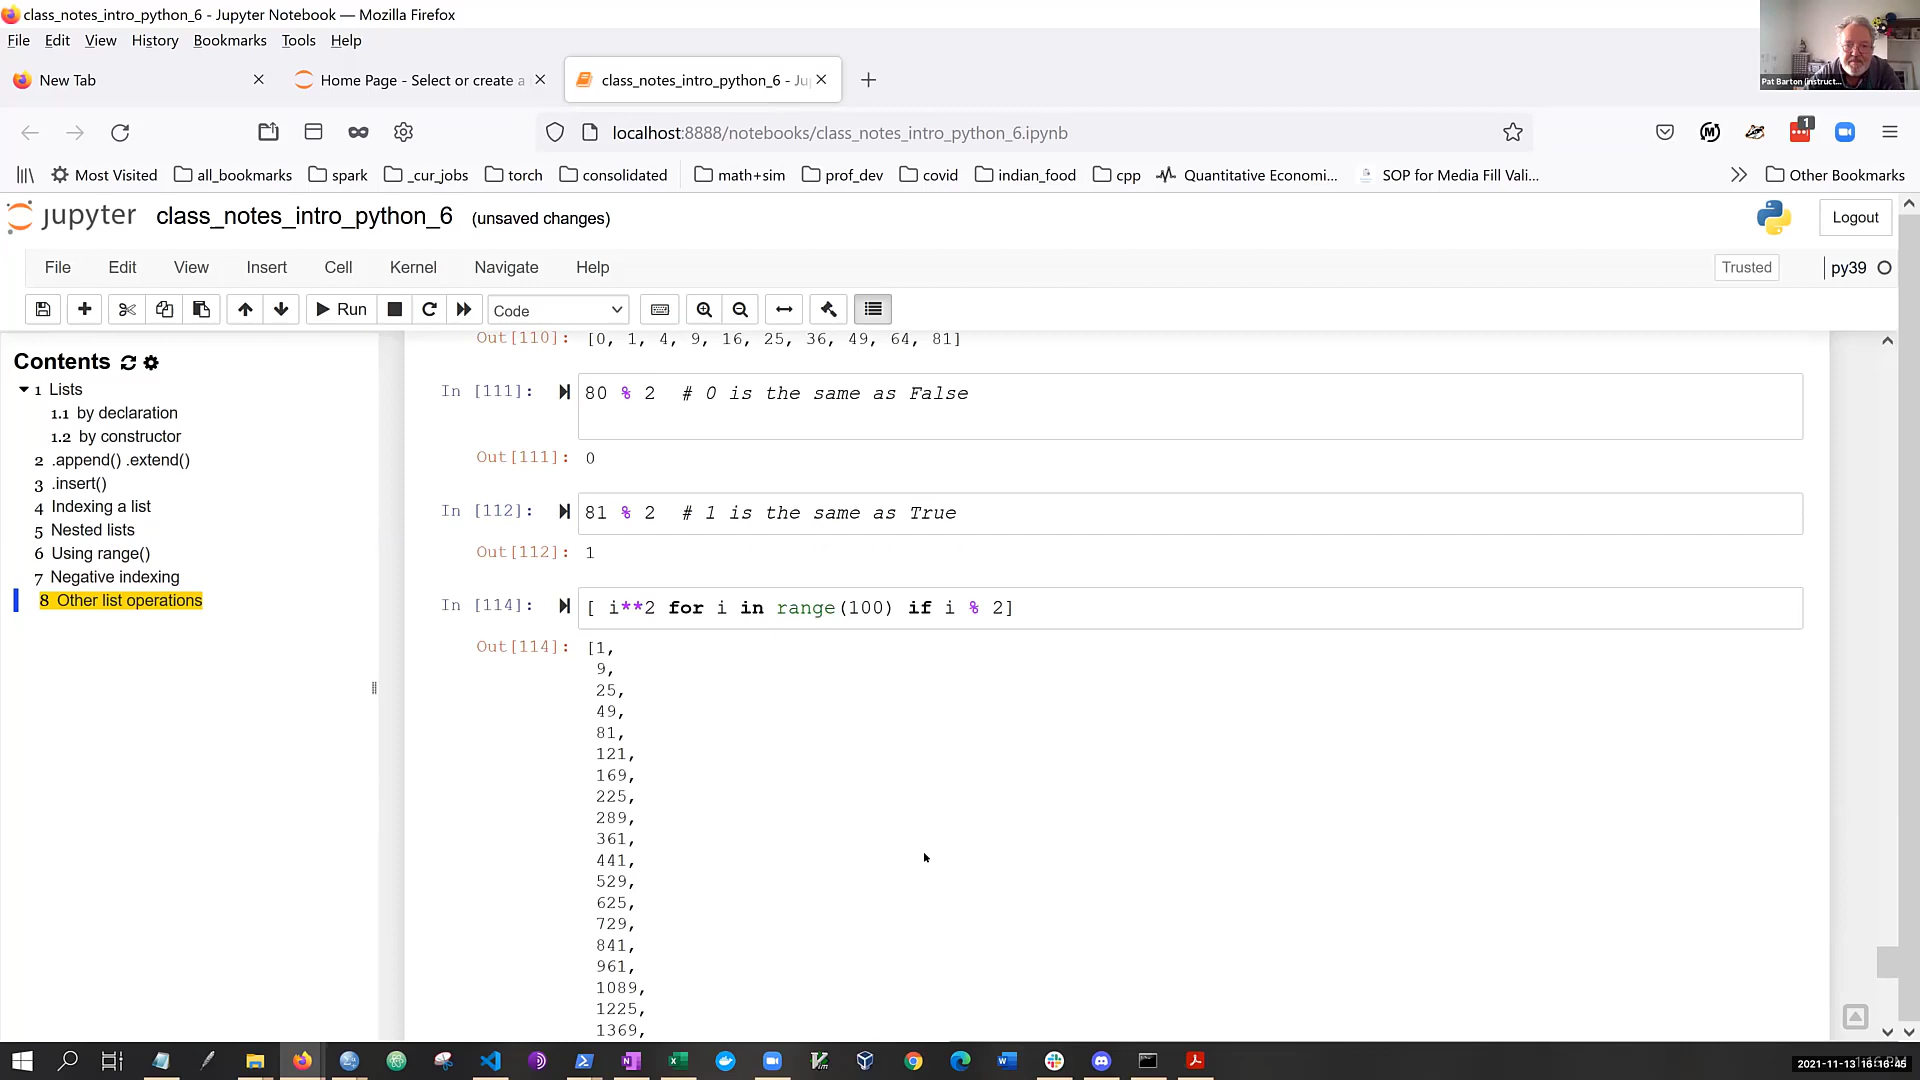 class_notes_intro_python_6 - Jupyter Notebook — Mozilla Firefox
File Edit View History Bookmarks Tools Help
New Tab
Home Page - Select or create a
class_notes_intro_python_6 - Ju
localhost:8888/notebooks/class_notes_intro_python_6.ipynb
1
Most Visited all_bookmarks spark _cur_jobs torch consolidated math+sim prof_dev covid indian_food cpp Quantitative Economi... SOP for Media Fill Vali... Other Bookmarks
Pat Barton (instruct...
jupyter class_notes_intro_python_6 (unsaved changes)
Logout
File Edit View Insert Cell Kernel Navigate Help
Trusted
py39
Run
Code
Contents
1 Lists
1.1 by declaration
1.2 by constructor
2 .append() .extend()
3 .insert()
4 Indexing a list
5 Nested lists
6 Using range()
7 Negative indexing
8 Other list operations
Out[110]: [0, 1, 4, 9, 16, 25, 36, 49, 64, 81]
In [111]: 80 % 2 # 0 is the same as False
Out[111]: 0
In [112]: 81 % 2 # 1 is the same as True
Out[112]: 1
In [114]: [ i**2 for i in range(100) if i % 2]
Out[114]: [1,
9,
25,
49,
81,
121,
169,
225,
289,
361,
441,
529,
625,
729,
841,
961,
1089,
1225,
1369,
2021-11-13 16:16:45